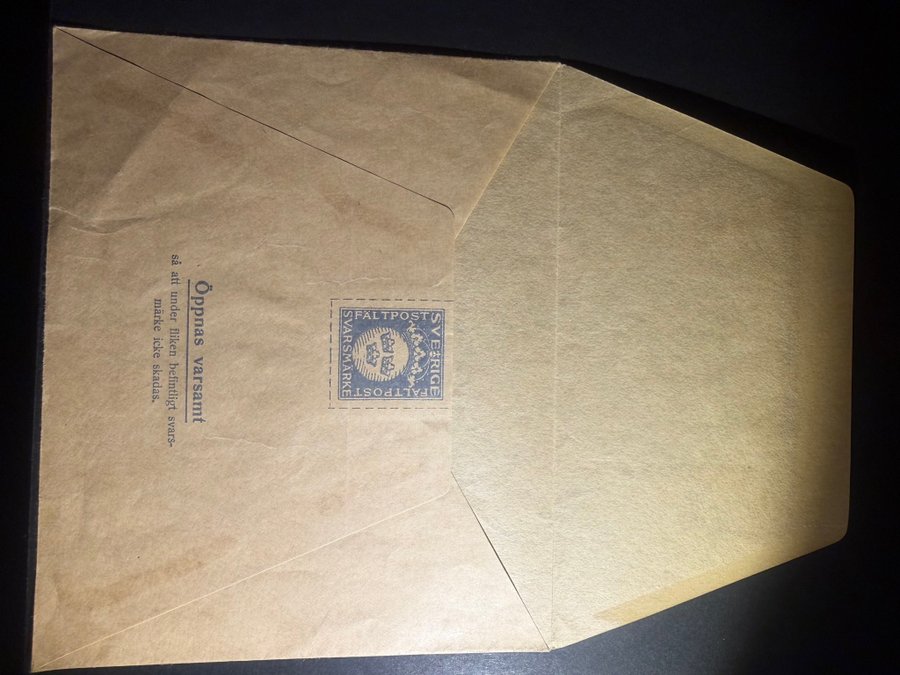 SVERIGE
FÄLTPOST
FÄLTPOST
SVARSMÄRKE
Öppnas varsamt
så att under fliken befintligt svars-
märke icke skadas.